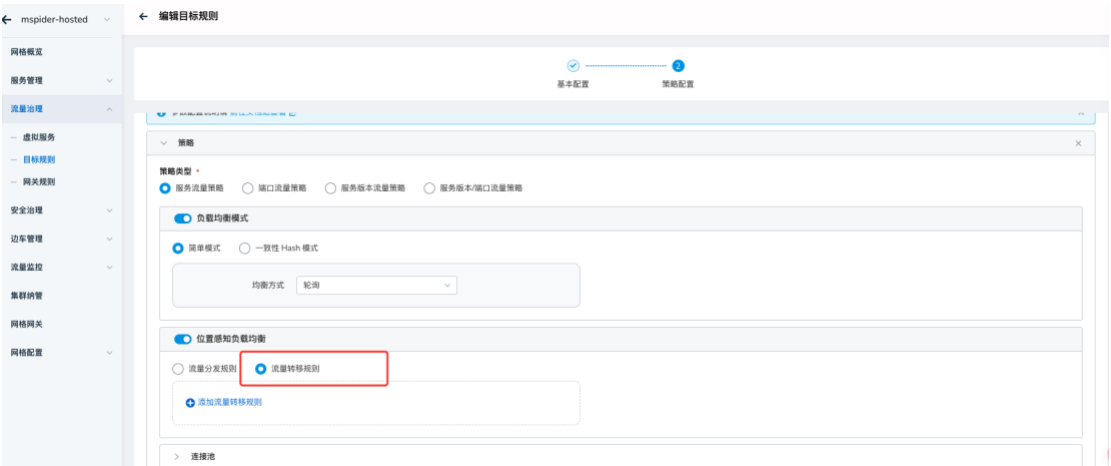 mspider-hosted
编辑目标规则
网格概览
服务管理
流量治理
虚拟服务
目标规则
网关规则
安全治理
边车管理
流量监控
集群纳管
网格网关
网格配置
2
基本配置
策略配置
策略
策略类型 *
服务流量策略 端口流量策略 服务版本流量策略 服务版本/端口流量策略
负载均衡模式
简单模式 一致性 Hash 模式
均衡方式 轮询
位置感知负载均衡
流量分发规则 流量转移规则
添加流量转移规则
连接池